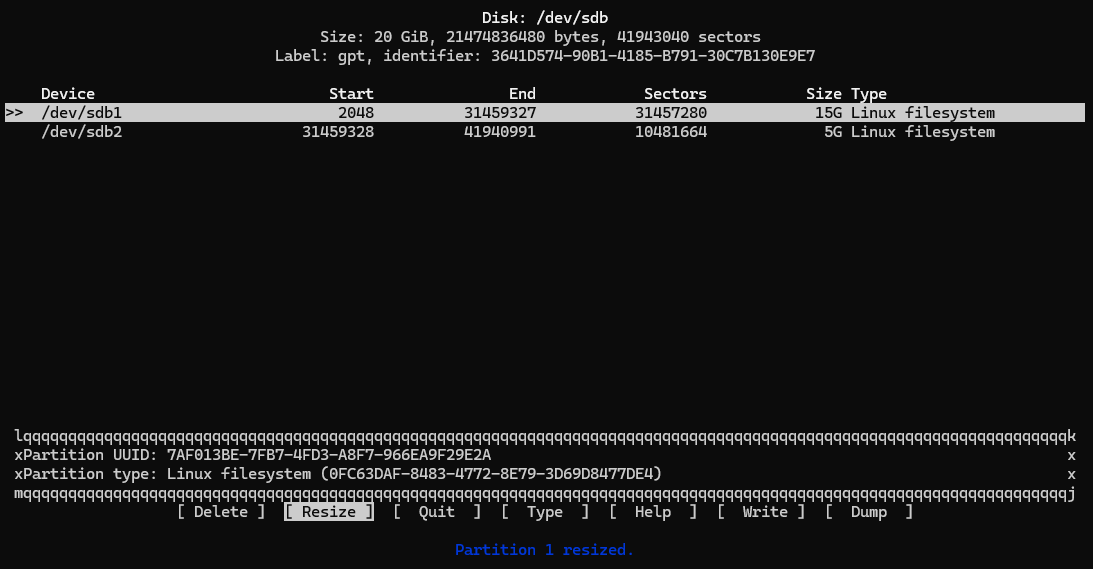 Disk: /dev/sdb
Size: 20 GiB, 21474836480 bytes, 41943040 sectors
Label: gpt, identifier: 3641D574-90B1-4185-B791-30C7B130E9E7
Device Start End Sectors Size Type
>> /dev/sdb1 2048 31459327 31457280 15G Linux filesystem
/dev/sdb2 31459328 41940991 10481664 5G Linux filesystem
lqqqqqqqqqqqqqqqqqqqqqqqqqqqqqqqqqqqqqqqqqqqqqqqqqqqqqqqqqqqqqqqqqqqqqqqqqqqqqqqqqqqqqqqqqqqqqqqqqqqqqqqqqqqqqqqqqqqqk
xPartition UUID: 7AF013BE-7FB7-4FD3-A8F7-966EA9F29E2A x
xPartition type: Linux filesystem (0FC63DAF-8483-4772-8E79-3D69D8477DE4) x
mqqqqqqqqqqqqqqqqqqqqqqqqqqqqqqqqqqqqqqqqqqqqqqqqqqqqqqqqqqqqqqqqqqqqqqqqqqqqqqqqqqqqqqqqqqqqqqqqqqqqqqqqqqqqqqqqqqqqj
[ Delete ] [ Resize ] [ Quit ] [ Type ] [ Help ] [ Write ] [ Dump ]
Partition 1 resized.